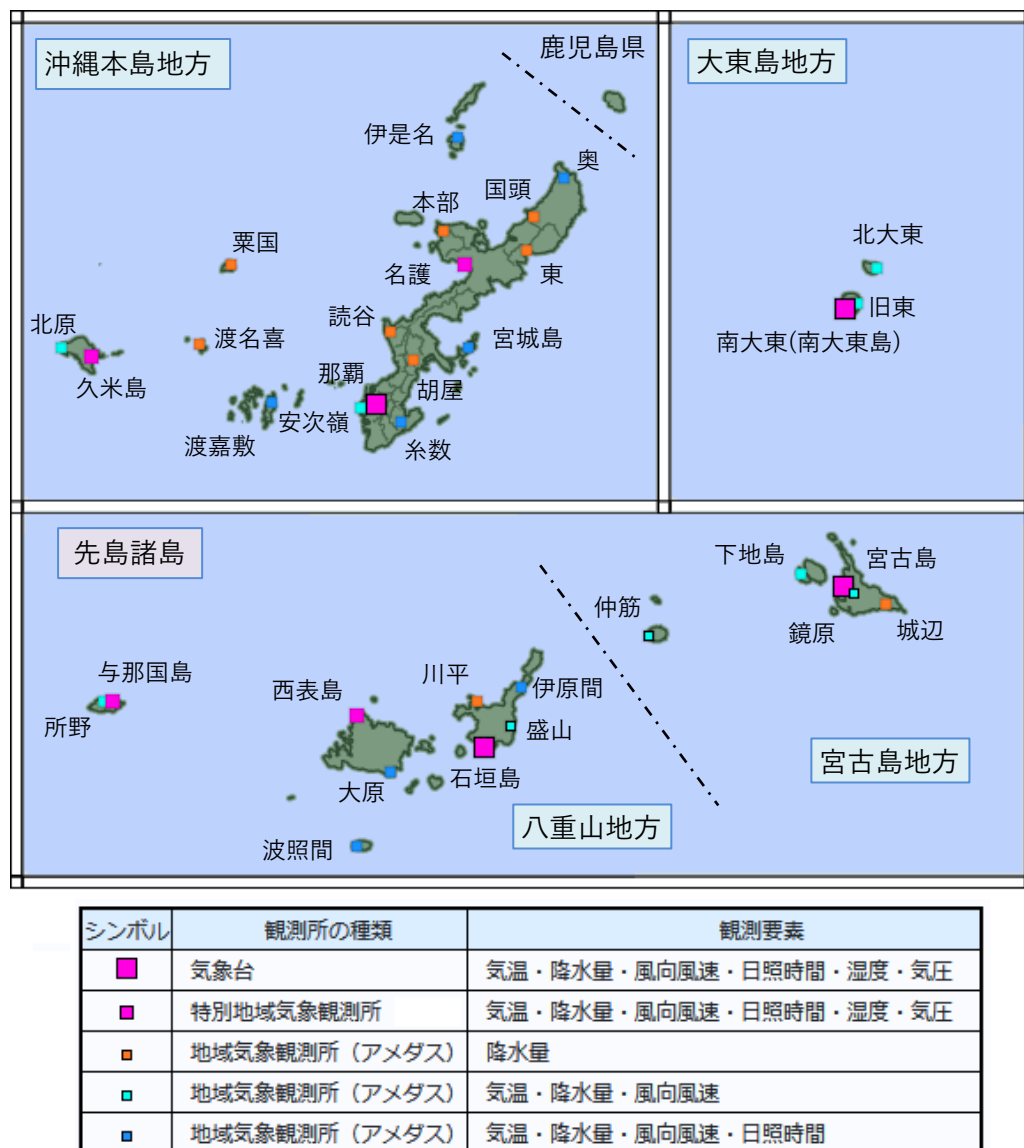 沖縄本島地方
鹿児島県
大東島地方
伊是名
奥
国頭
本部
粟国
名護
東
北大東
北原
読谷
渡名喜
宮城島
旧東
南大東(南大東島)
久米島
那覇
胡屋
安次嶺
渡嘉敷
糸数
先島諸島
下地島
宮古島
仲筋
鏡原
城辺
与那国島
川平
西表島
伊原間
所野
盛山
宮古島地方
石垣島
大原
八重山地方
波照間
シンボル 観測所の種類 観測要素
気象台 気温・降水量・風向風速・日照時間・湿度・気圧
特別地域気象観測所 気温・降水量・風向風速・日照時間・湿度・気圧
地域気象観測所（アメダス） 降水量
地域気象観測所（アメダス） 気温・降水量・風向風速
地域気象観測所（アメダス） 気温・降水量・風向風速・日照時間